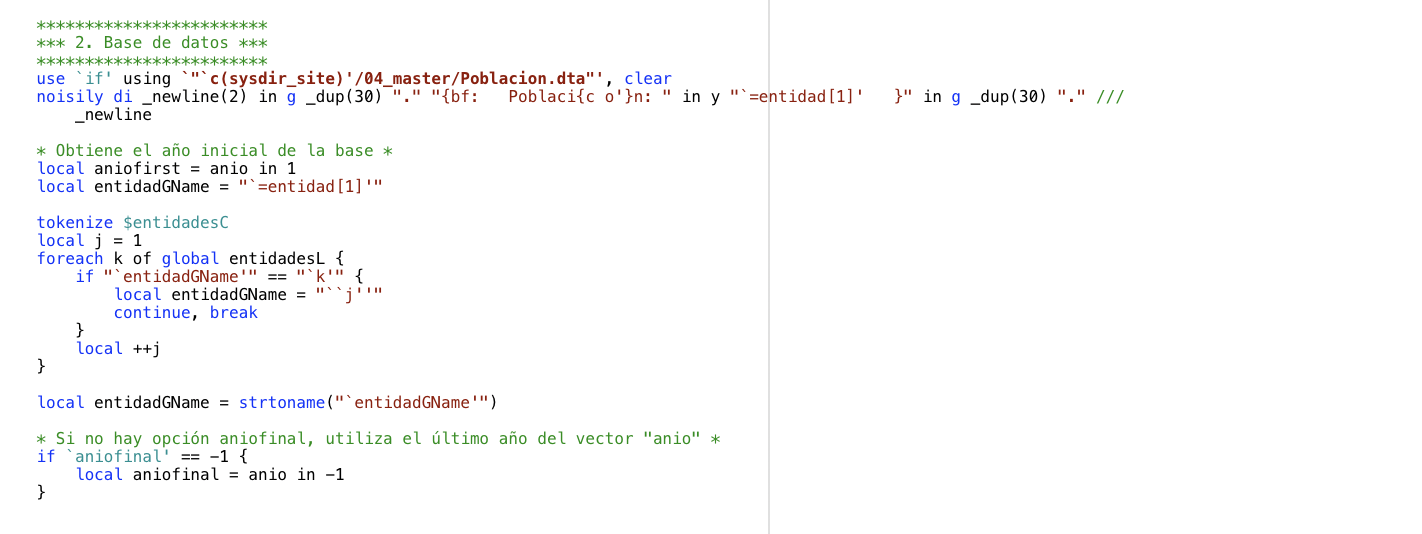 ************************
*** 2. Base de datos ***
************************
use `if' using `"`c(sysdir_site)'/04_master/Poblacion.dta"', clear
noisily di _newline(2) in g _dup(30) "." "{bf:   Poblaci{c o'}n: " in y "`=entidad[1]'   }" in g _dup(30) "." ///
    _newline

* Obtiene el año inicial de la base *
local aniofirst = anio in 1
local entidadGName = "`=entidad[1]'"

tokenize $entidadesC
local j = 1
foreach k of global entidadesL {
    if "`entidadGName'" == "`k'" {
        local entidadGName = "``j''"
        continue, break
    }
    local ++j
}

local entidadGName = strtoname("`entidadGName'")

* Si no hay opción aniofinal, utiliza el último año del vector "anio" *
if `aniofinal' == -1 {
    local aniofinal = anio in -1
}